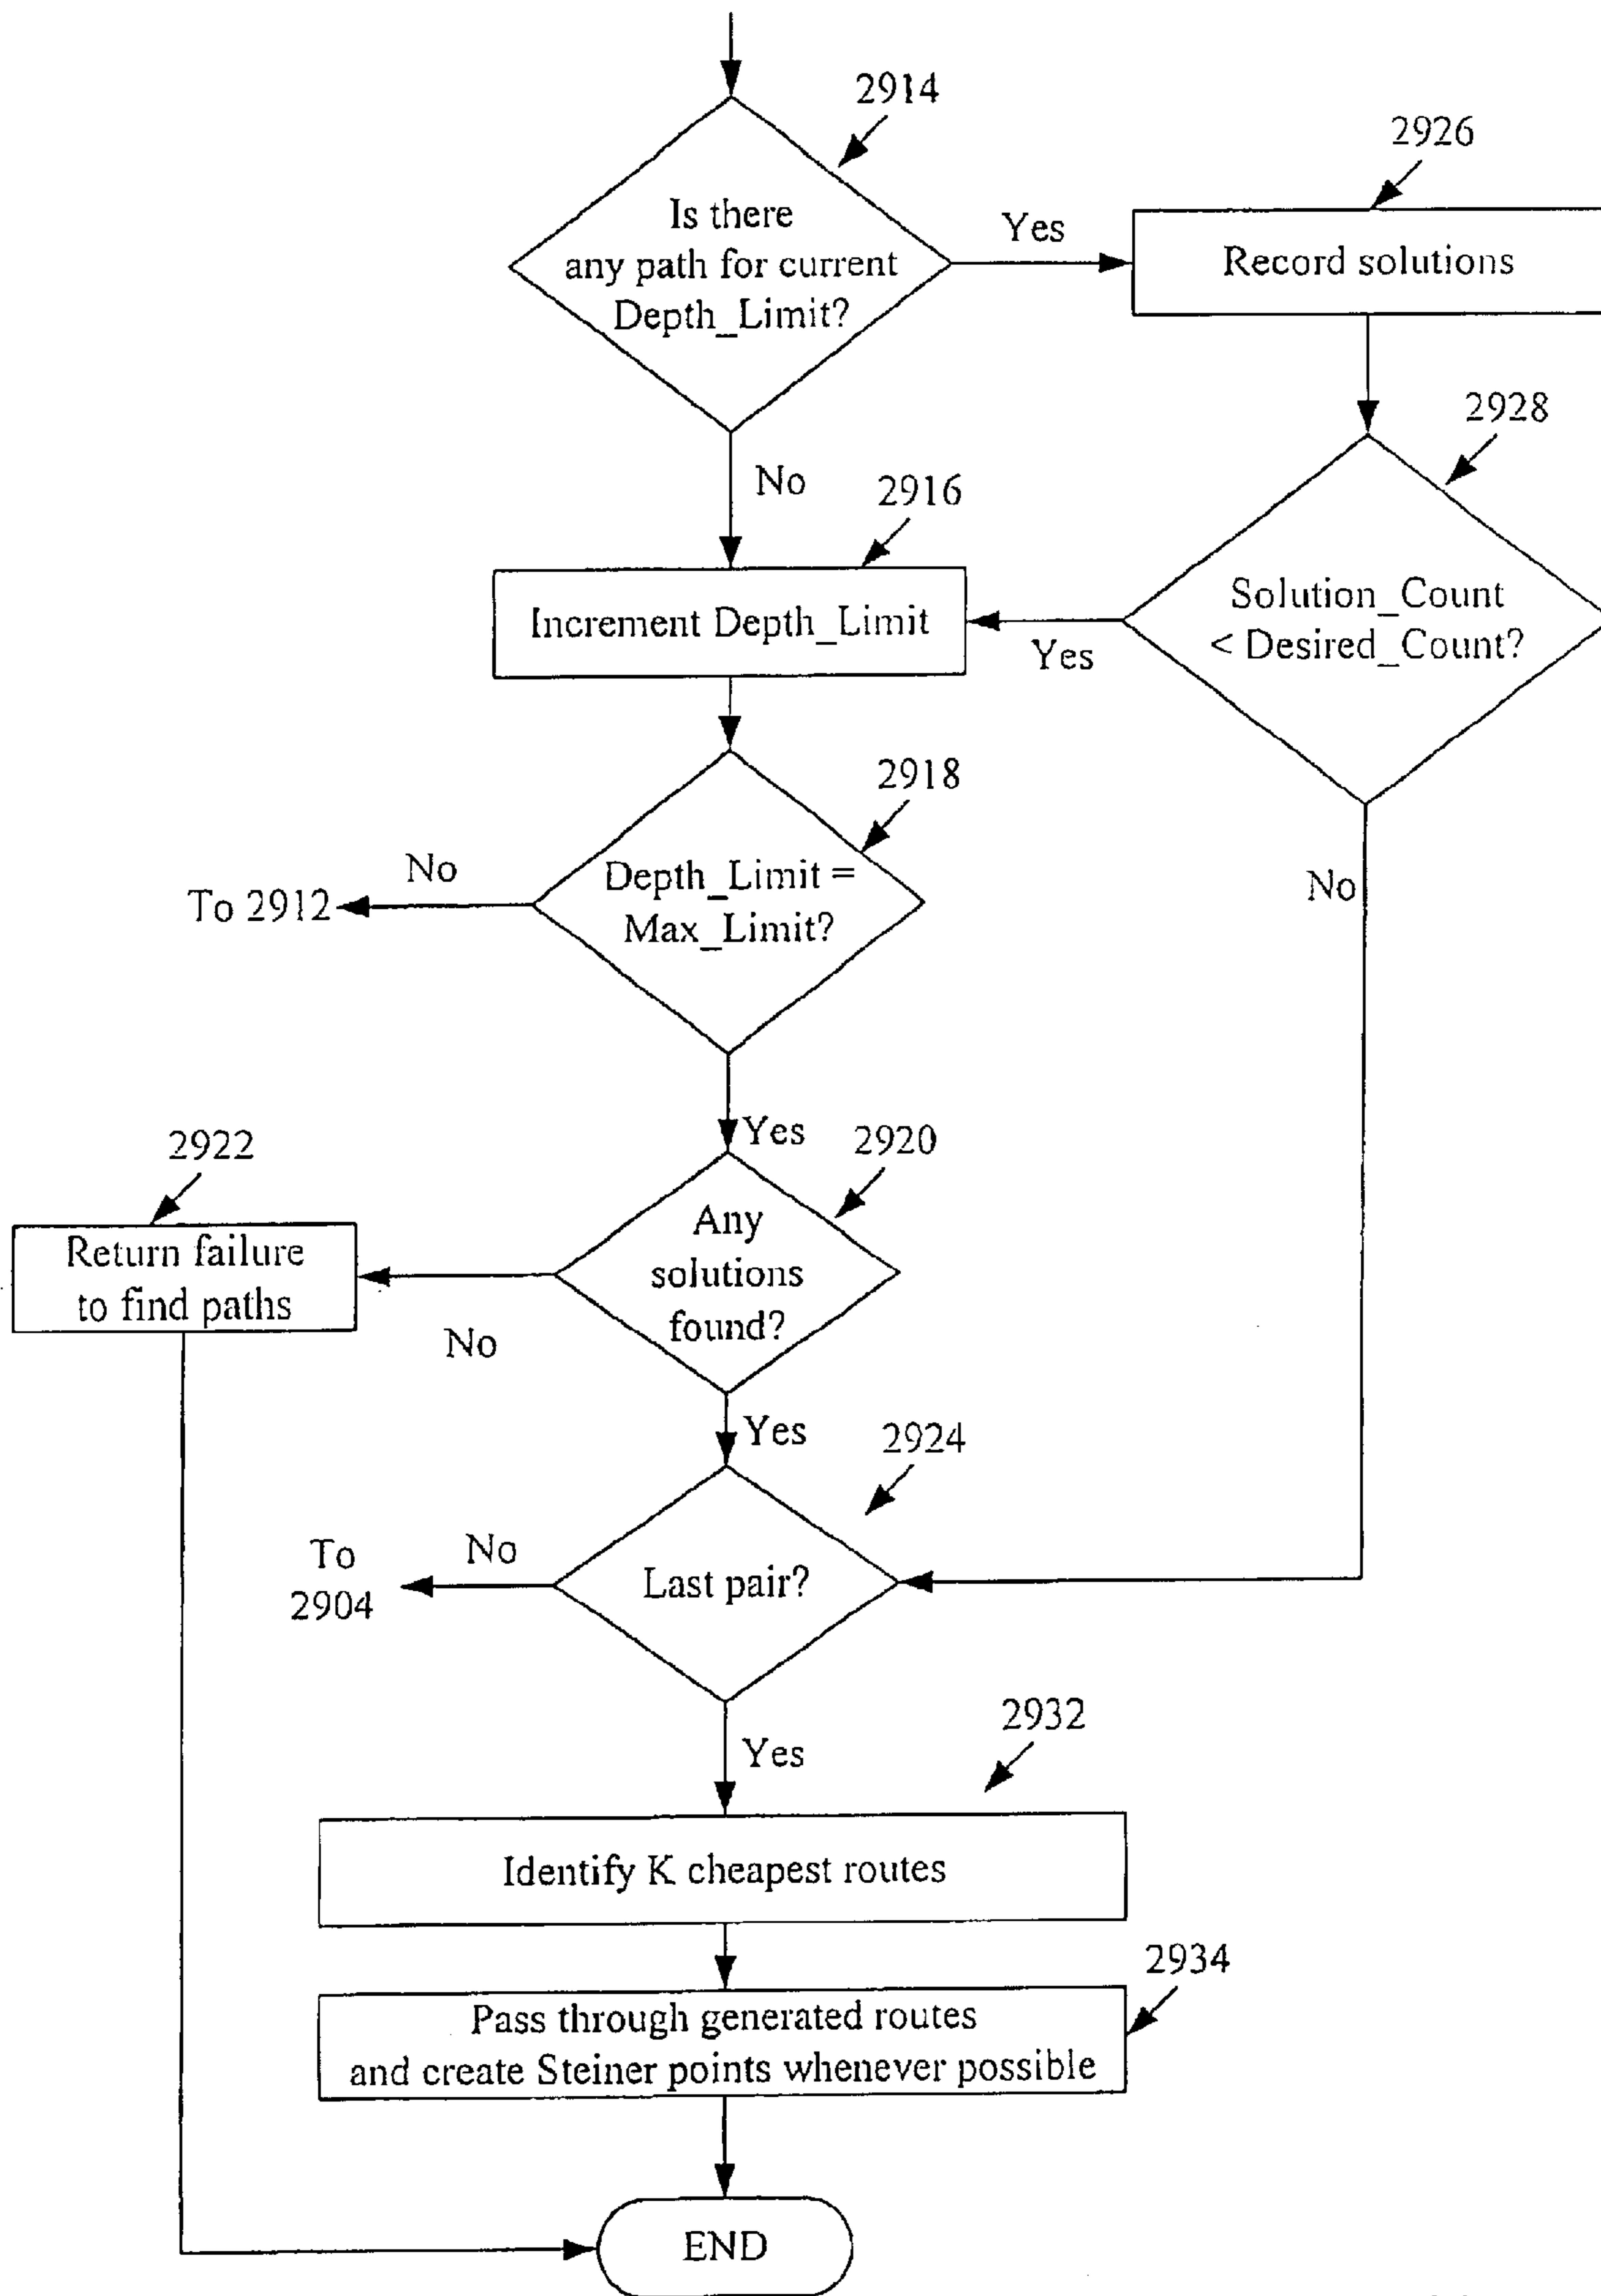 2914
Is there
any path for current
Depth_Limit?
Yes
2926
Record solutions
2928
Solution_Count
< Desired_Count?
Yes
No
No
2916
Increment Depth_Limit
2918
Depth_Limit =
Max_Limit?
No
To 2912
Yes
2920
Any
solutions
found?
2922
Return failure
to find paths
No
Yes
2924
Last pair?
No
To
2904
Yes
2932
Identify K cheapest routes
2934
Pass through generated routes
and create Steiner points whenever possible
END